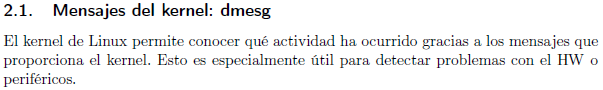 2.1. Mensajes del kernel: dmesg
El kernel de Linux permite conocer qué actividad ha ocurrido gracias a los mensajes que
proporciona el kernel. Esto es especialmente útil para detectar problemas con el HW o
periféricos.